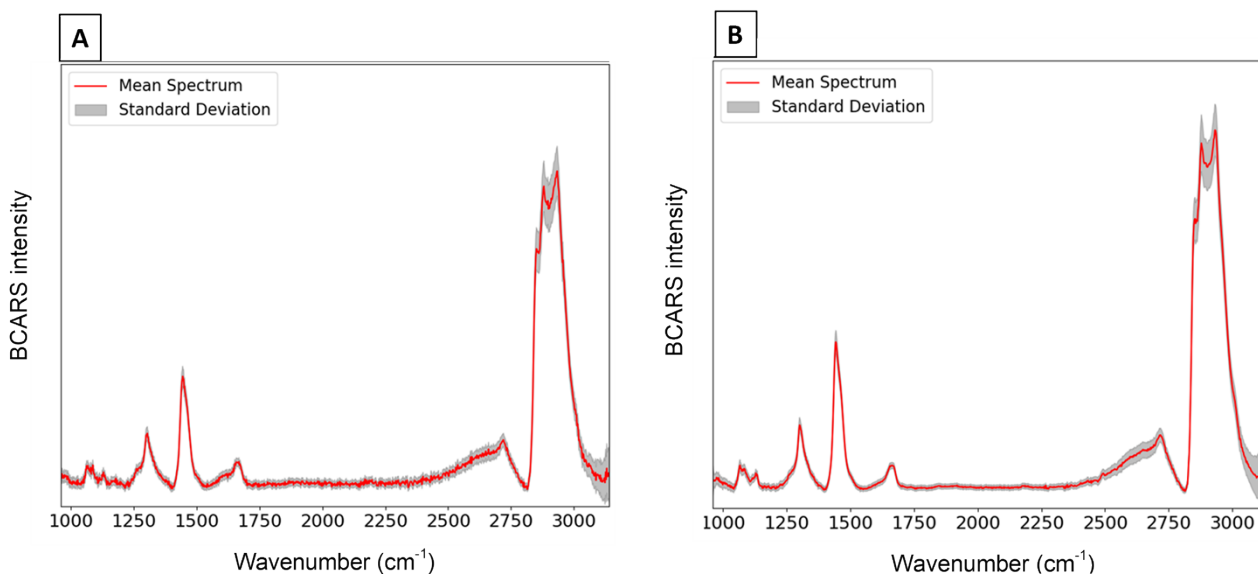 A
Mean Spectrum
Standard Deviation
BCARS intensity
1000 1250 1500 1750 2000 2250 2500 2750 3000
Wavenumber (cm⁻¹)
B
Mean Spectrum
Standard Deviation
BCARS intensity
1000 1250 1500 1750 2000 2250 2500 2750 3000
Wavenumber (cm⁻¹)